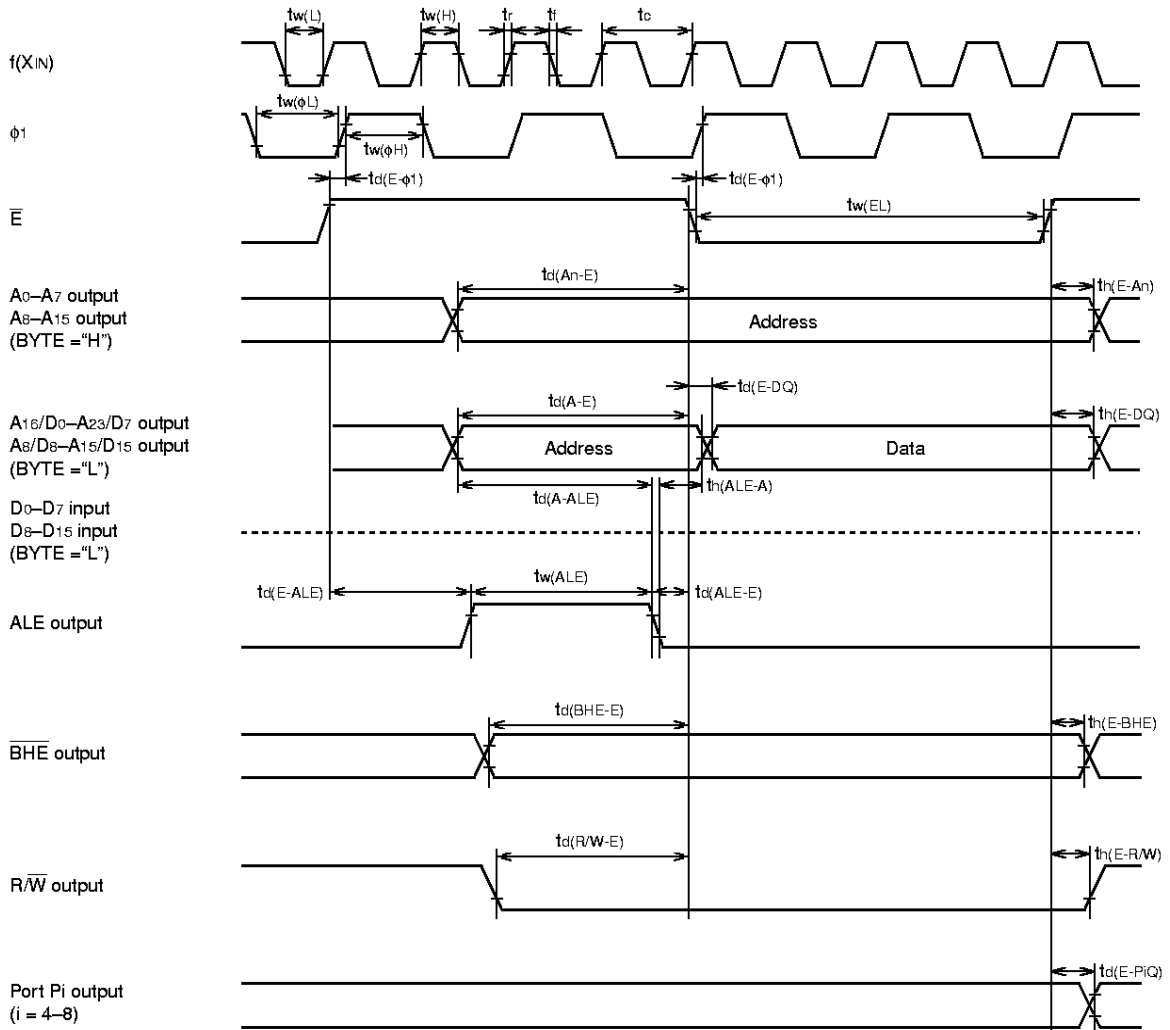 tw(L) tw(H) tr tf tc
f(XIN)
tw(ϕL)
ϕ1
tw(ϕH)
td(E-ϕ1) td(E-ϕ1)
E tw(EL)
td(An-E) th(E-An)
A0–A7 output
A8–A15 output
(BYTE =“H”)
Address
td(E-DQ)
td(A-E) th(E-DQ)
A16/D0–A23/D7 output
A8/D8–A15/D15 output
(BYTE =“L”)
Address Data
td(A-ALE) th(ALE-A)
D0–D7 input
D8–D15 input
(BYTE =“L”)
td(E-ALE) tw(ALE) td(ALE-E)
ALE output
td(BHE-E) th(E-BHE)
BHE output
td(R/W-E) th(E-R/W)
R/W output
td(E-PiQ)
Port Pi output
(i = 4–8)